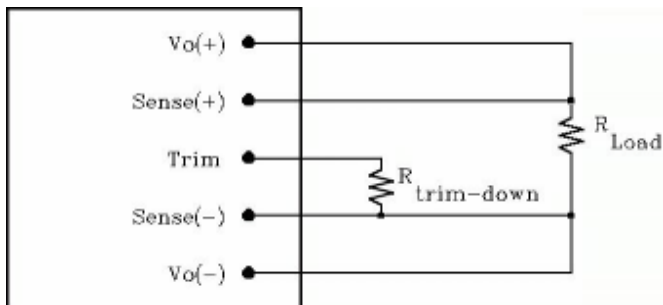 Vo(+)
Sense(+)
R
Load
Trim
R
trim-down
Sense(-)
Vo(-)